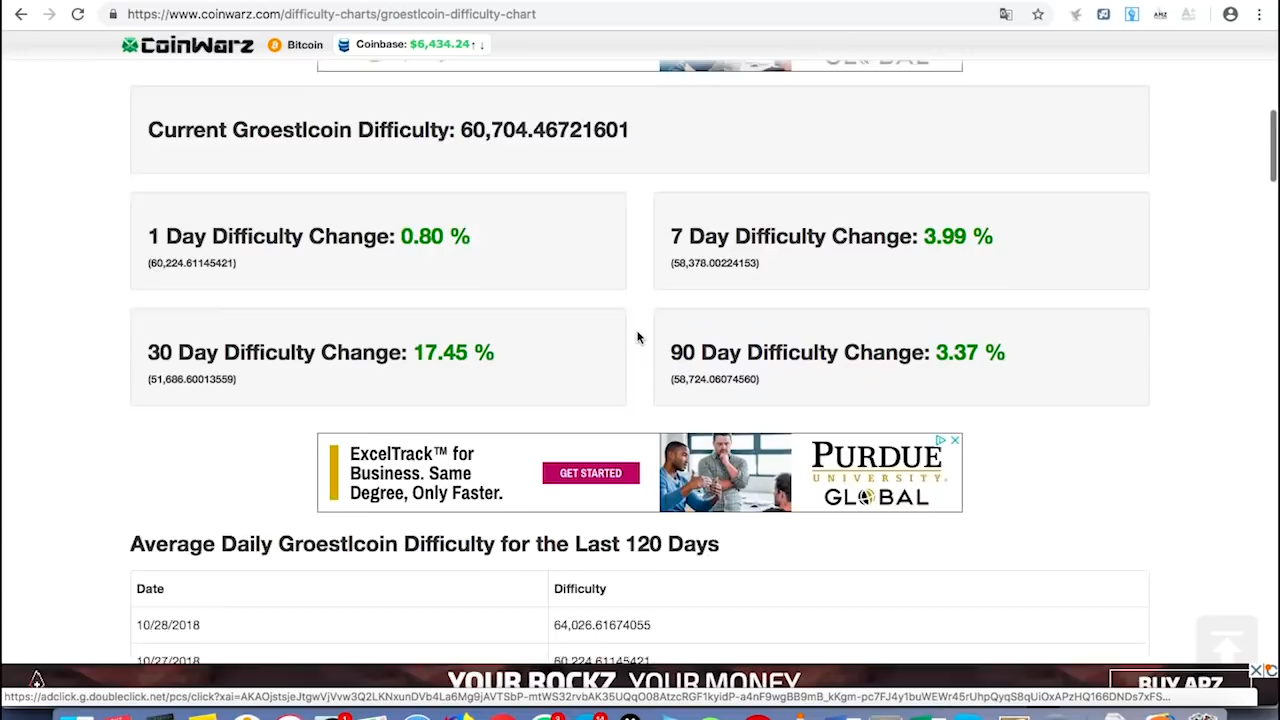 https://www.coinwarz.com/difficulty-charts/groestlcoin-difficulty-chart
CoinWarz
Bitcoin
Coinbase: $6,434.24↑ ↓
Current Groestlcoin Difficulty: 60,704.46721601
1 Day Difficulty Change: 0.80 %
(60,224.61145421)
7 Day Difficulty Change: 3.99 %
(58,378.00224153)
30 Day Difficulty Change: 17.45 %
(51,686.60013559)
90 Day Difficulty Change: 3.37 %
(58,724.06074560)
ExcelTrack™ for
Business. Same
Degree, Only Faster.
GET STARTED
PURDUE
UNIVERSITY.
GLOBAL
Average Daily Groestlcoin Difficulty for the Last 120 Days
Date
Difficulty
10/28/2018
64,026.61674055
10/27/2018
60,224.61145421
YOUR ROCKZ YOUR MONEY
BUY APZ